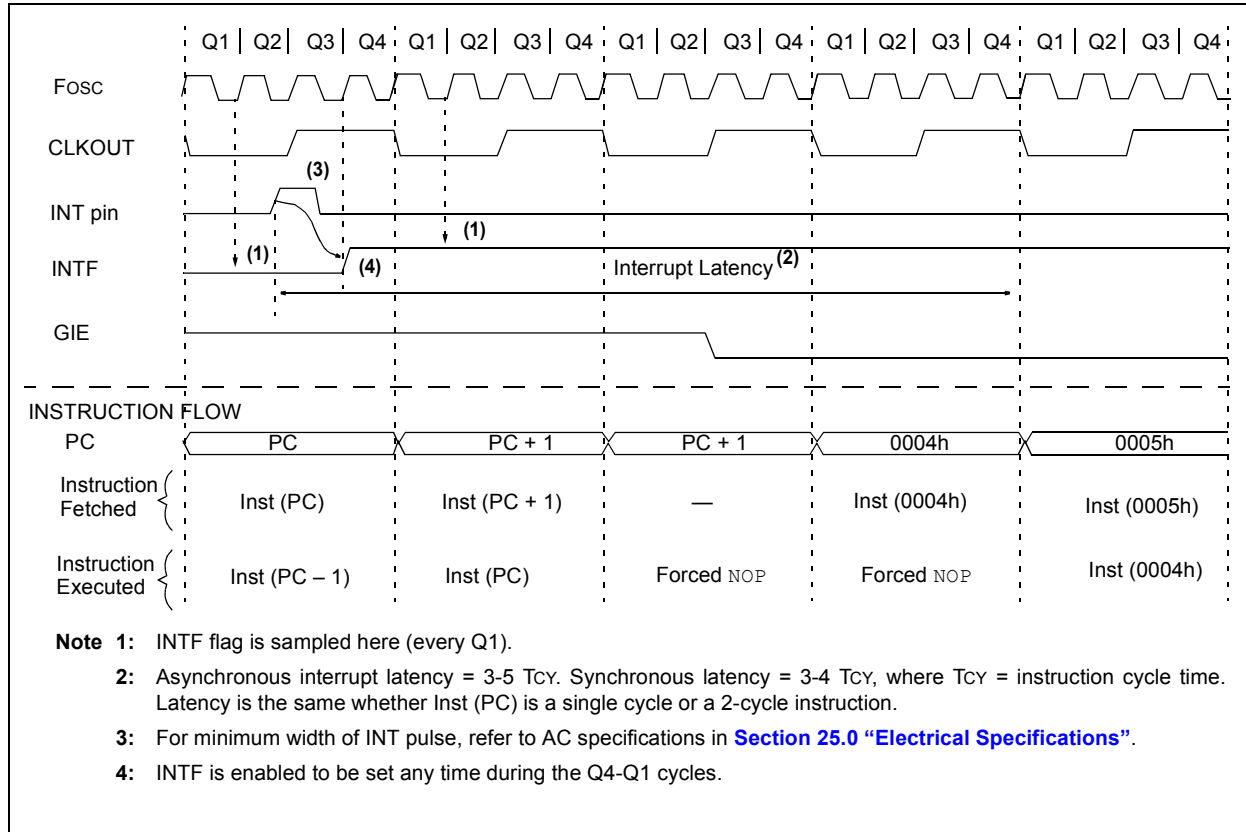 Q1 | Q2 | Q3 | Q4 Q1 | Q2 | Q3 | Q4 Q1 | Q2 | Q3 | Q4 Q1 | Q2 | Q3 | Q4 Q1 | Q2 | Q3 | Q4
FOSC
CLKOUT
(3)
INT pin
(1) (1)
INTF (4) Interrupt Latency (2)
GIE
INSTRUCTION FLOW
PC PC PC + 1 PC + 1 0004h 0005h
Instruction
Fetched Inst (PC) Inst (PC + 1) — Inst (0004h) Inst (0005h)
Instruction
Executed Inst (PC – 1) Inst (PC) Forced NOP Forced NOP Inst (0004h)
Note 1: INTF flag is sampled here (every Q1).
2: Asynchronous interrupt latency = 3-5 TCY. Synchronous latency = 3-4 TCY, where TCY = instruction cycle time.
Latency is the same whether Inst (PC) is a single cycle or a 2-cycle instruction.
3: For minimum width of INT pulse, refer to AC specifications in Section 25.0 “Electrical Specifications”.
4: INTF is enabled to be set any time during the Q4-Q1 cycles.